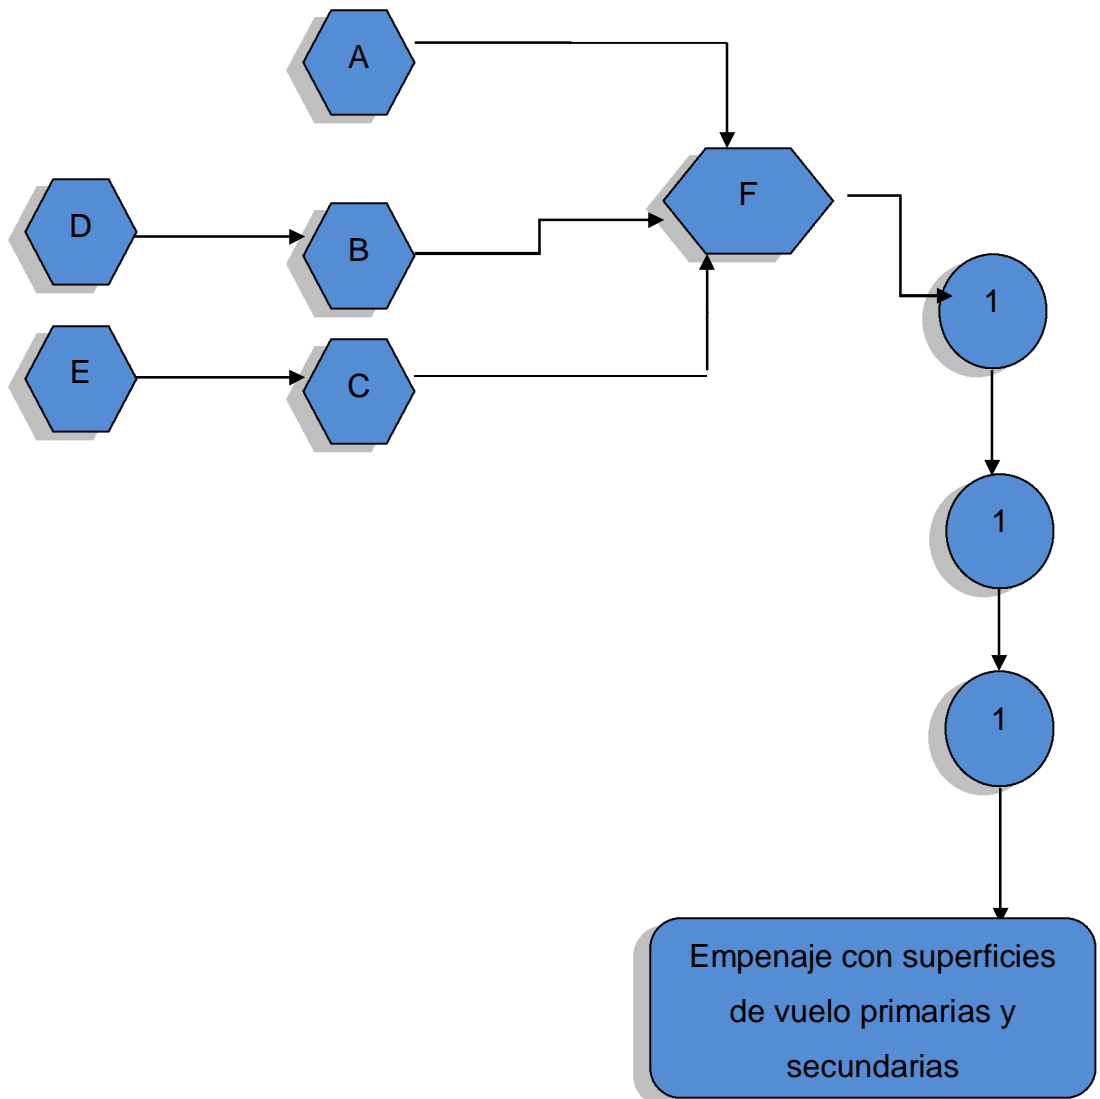 A
D
B
F
E
C
1
1
1
Empenaje con superficies
de vuelo primarias y
secundarias